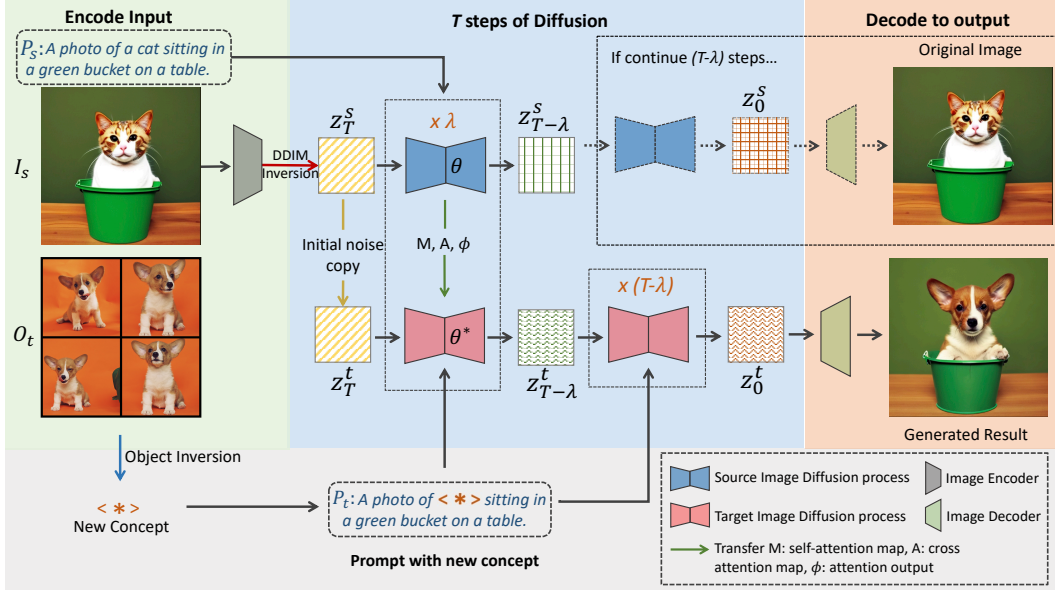 Encode Input
T steps of Diffusion
Decode to output
P_s: A photo of a cat sitting in
a green bucket on a table.
If continue (T-λ) steps...
Original Image
I_s
DDIM
Inversion
z_T^s
x λ
θ
z_{T-λ}^s
z_0^s
Initial noise
copy
M, A, ϕ
O_t
z_T^t
θ*
z_{T-λ}^t
x (T-λ)
z_0^t
Generated Result
Object Inversion
< * >
New Concept
P_t: A photo of < * > sitting in
a green bucket on a table.
Prompt with new concept
Source Image Diffusion process
Image Encoder
Target Image Diffusion process
Image Decoder
Transfer M: self-attention map, A: cross
attention map, ϕ: attention output